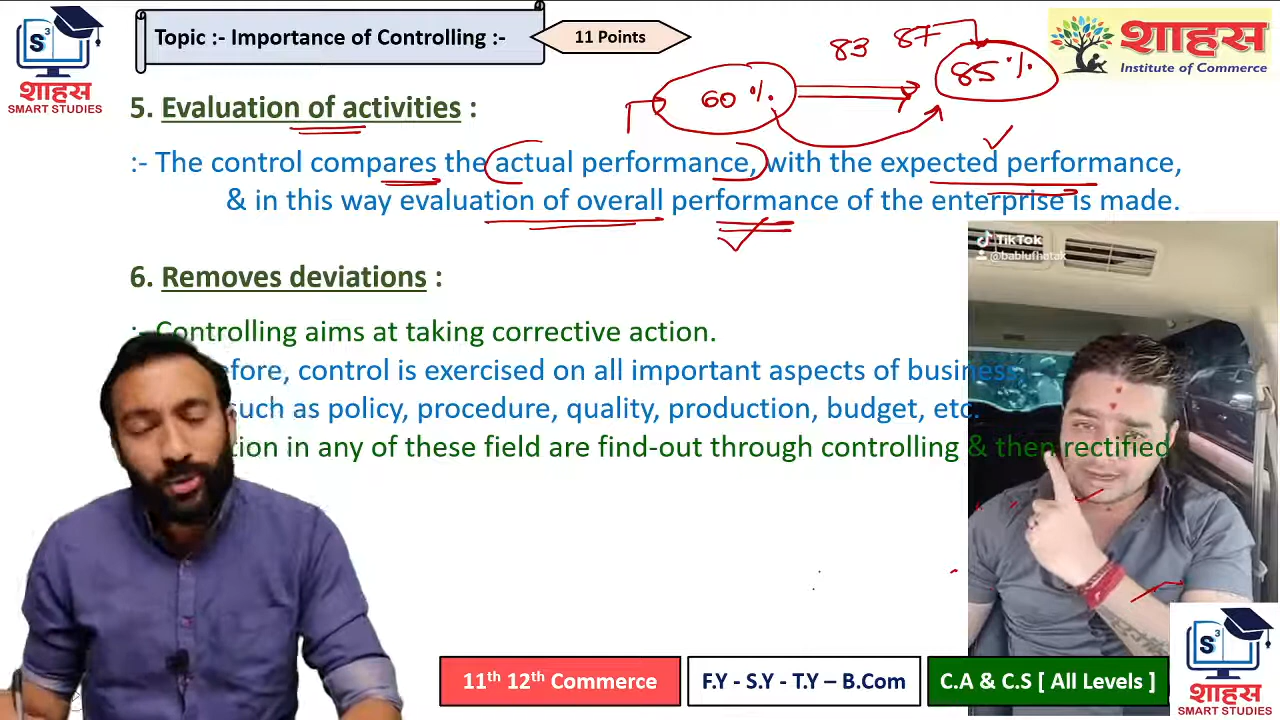 S³
शाहस
SMART STUDIES
Topic :- Importance of Controlling :-
11 Points
शाहस
Institute of Commerce
83 87
60 %
85 %
5. Evaluation of activities :
:- The control compares the actual performance, with the expected performance,
& in this way evaluation of overall performance of the enterprise is made.
TikTok
6. Removes deviations :
:- Controlling aims at taking corrective action.
efore, control is exercised on all important aspects of business,
such as policy, procedure, quality, production, budget, etc.
tion in any of these field are find-out through controlling & then rectified
11th 12th Commerce
F.Y - S.Y - T.Y – B.Com
C.A & C.S [ All Levels ]
S³
शाहस
SMART STUDIES